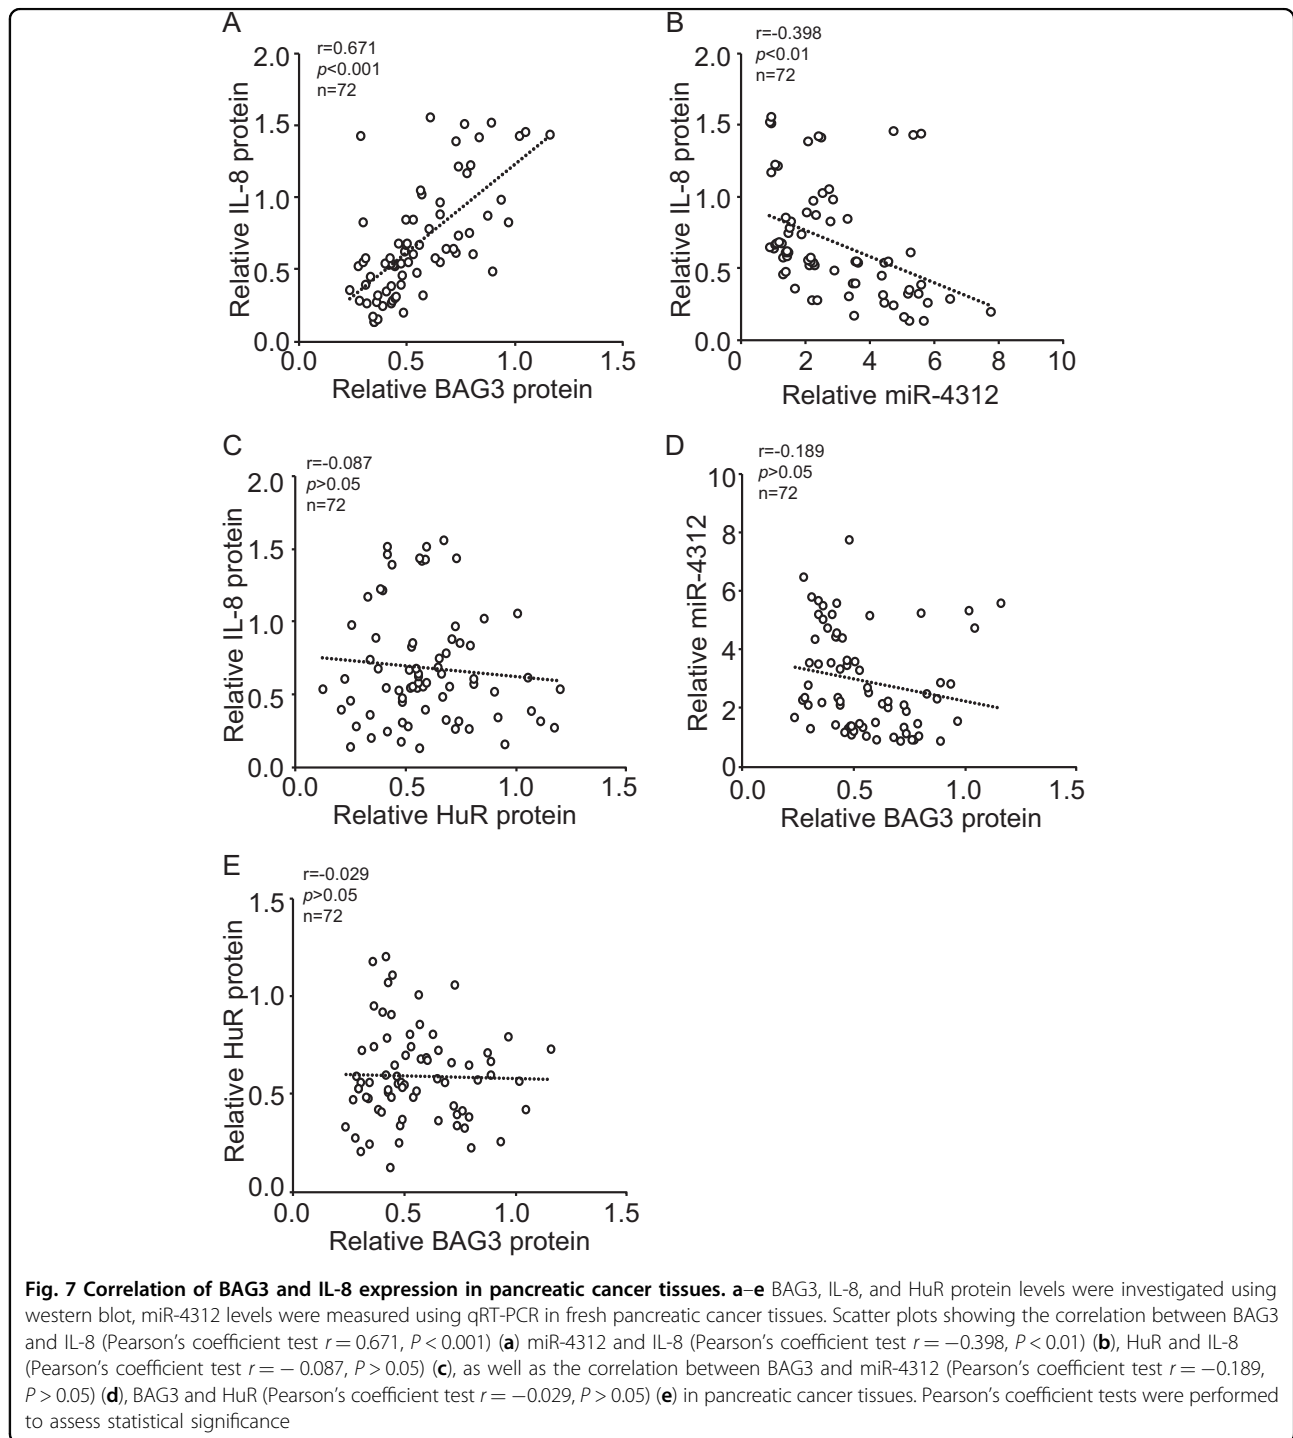 A
r=0.671
p<0.001
n=72
2.0
1.5
1.0
0.5
0.0
Relative IL-8 protein
0.0 0.5 1.0 1.5
Relative BAG3 protein
B
r=-0.398
p<0.01
n=72
2.0
1.5
1.0
0.5
0.0
Relative IL-8 protein
0 2 4 6 8 10
Relative miR-4312
C
r=-0.087
p>0.05
n=72
2.0
1.5
1.0
0.5
0.0
Relative IL-8 protein
0.0 0.5 1.0 1.5
Relative HuR protein
D
r=-0.189
p>0.05
n=72
10
8
6
4
2
0
Relative miR-4312
0.0 0.5 1.0 1.5
Relative BAG3 protein
E
r=-0.029
p>0.05
n=72
1.5
1.0
0.5
0.0
Relative HuR protein
0.0 0.5 1.0 1.5
Relative BAG3 protein
Fig. 7 Correlation of BAG3 and IL-8 expression in pancreatic cancer tissues. a–e BAG3, IL-8, and HuR protein levels were investigated using
western blot, miR-4312 levels were measured using qRT-PCR in fresh pancreatic cancer tissues. Scatter plots showing the correlation between BAG3
and IL-8 (Pearson's coefficient test r = 0.671, P < 0.001) (a) miR-4312 and IL-8 (Pearson's coefficient test r = −0.398, P < 0.01) (b), HuR and IL-8
(Pearson's coefficient test r = − 0.087, P > 0.05) (c), as well as the correlation between BAG3 and miR-4312 (Pearson's coefficient test r = −0.189,
P > 0.05) (d), BAG3 and HuR (Pearson's coefficient test r = −0.029, P > 0.05) (e) in pancreatic cancer tissues. Pearson's coefficient tests were performed
to assess statistical significance